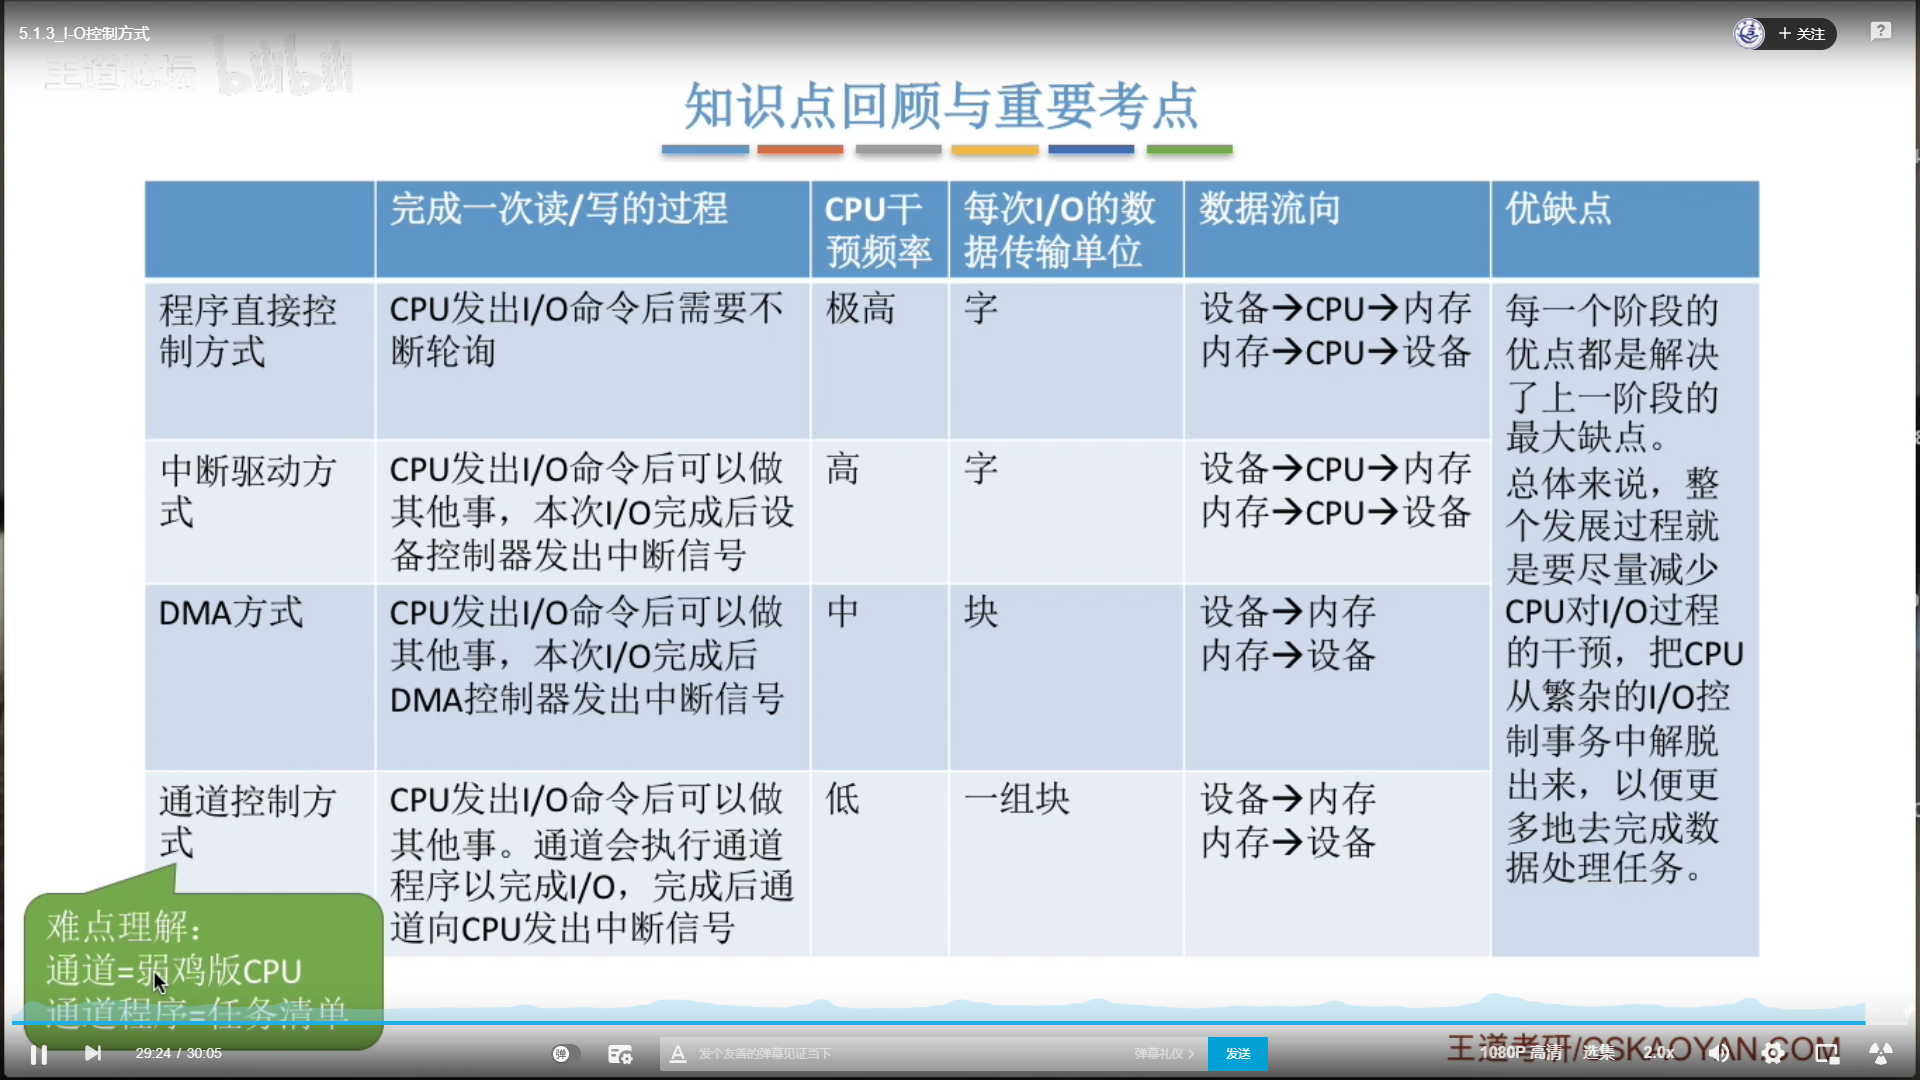 5.1.3_I-O控制方式
关注
王道论坛 bilibili
知识点回顾与重要考点
完成一次读/写的过程
CPU干
预频率
每次I/O的数
据传输单位
数据流向
优缺点
程序直接控
制方式
CPU发出I/O命令后需要不
断轮询
极高
字
设备→CPU→内存
内存→CPU→设备
每一个阶段的
优点都是解决
了上一阶段的
最大缺点。
总体来说，整
个发展过程就
是要尽量减少
CPU对I/O过程
的干预，把CPU
从繁杂的I/O控
制事务中解脱
出来，以便更
多地去完成数
据处理任务。
中断驱动方
式
CPU发出I/O命令后可以做
其他事，本次I/O完成后设
备控制器发出中断信号
高
字
设备→CPU→内存
内存→CPU→设备
DMA方式
CPU发出I/O命令后可以做
其他事，本次I/O完成后
DMA控制器发出中断信号
中
块
设备→内存
内存→设备
通道控制方
式
CPU发出I/O命令后可以做
其他事。通道会执行通道
程序以完成I/O，完成后通
道向CPU发出中断信号
低
一组块
设备→内存
内存→设备
难点理解：
通道=弱鸡版CPU
通道程序=任务清单
29:24 / 30:05
弹
A
发个友善的弹幕见证当下
弹幕礼仪 >
发送
王道考研/CSKAOYAN.COM
1080P 高清
选集
2.0x